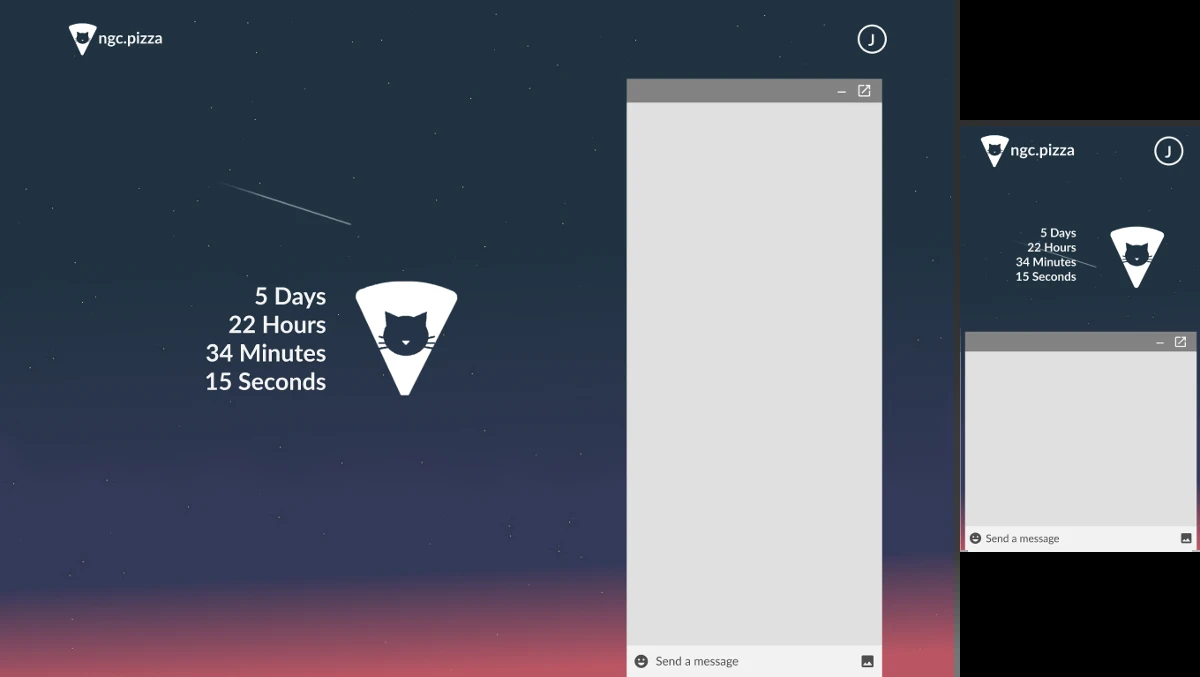 ngc.pizza
J
5 Days
22 Hours
34 Minutes
15 Seconds
Send a message
ngc.pizza
J
5 Days
22 Hours
34 Minutes
15 Seconds
Send a message